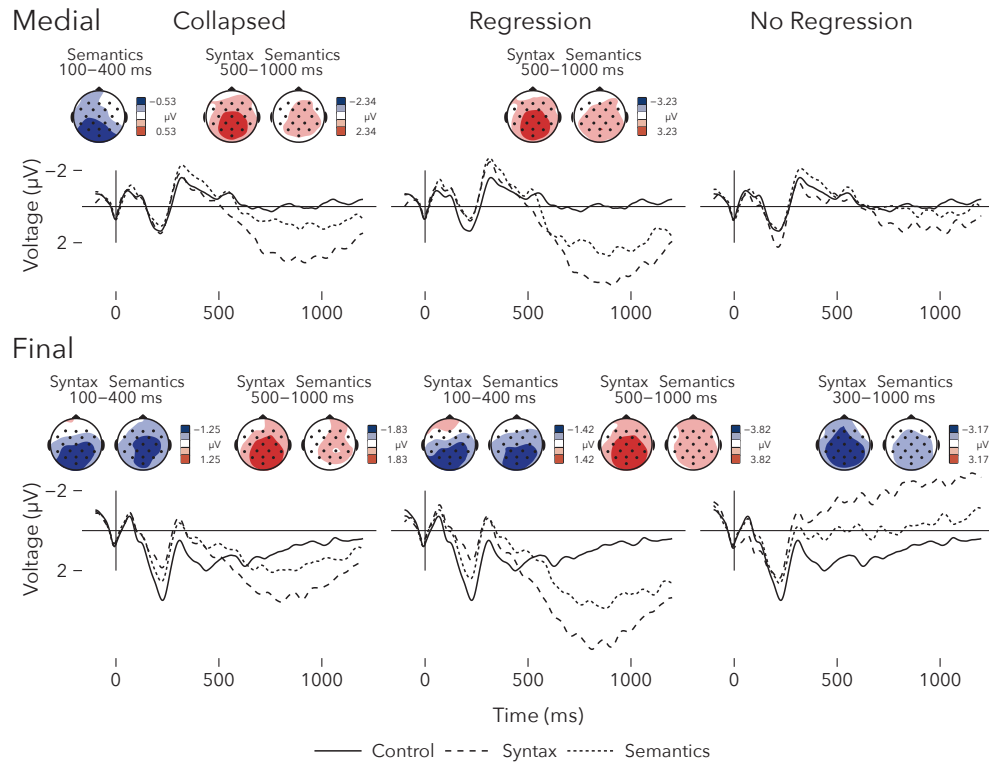 Medial
Collapsed
Regression
No Regression
Semantics
100–400 ms
Syntax Semantics
500–1000 ms
Syntax Semantics
500–1000 ms
−0.53
µV
0.53
−2.34
µV
2.34
−3.23
µV
3.23
Voltage (µV)
-2
2
0 500 1000
0 500 1000
0 500 1000
Final
Syntax Semantics
100–400 ms
Syntax Semantics
500–1000 ms
Syntax Semantics
100–400 ms
Syntax Semantics
500–1000 ms
Syntax Semantics
300–1000 ms
−1.25
µV
1.25
−1.83
µV
1.83
−1.42
µV
1.42
−3.82
µV
3.82
−3.17
µV
3.17
Voltage (µV)
-2
2
0 500 1000
0 500 1000
0 500 1000
Time (ms)
Control Syntax Semantics